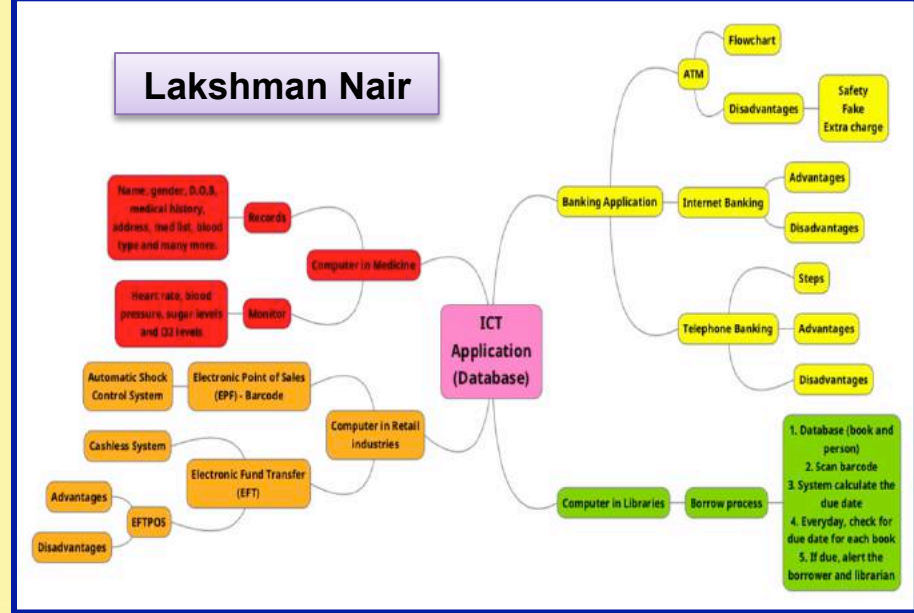 Lakshman Nair
Flowchart
ATM
Disadvantages
Safety
Fake
Extra charge
Banking Application
Internet Banking
Advantages
Disadvantages
Telephone Banking
Steps
Advantages
Disadvantages
Name, gender, D.O.B,
medical history,
address, med list, blood
type and many more.
Records
Computer in Medicine
Heart rate, blood
pressure, sugar levels
and O2 levels
Monitor
ICT
Application
(Database)
Automatic Shock
Control System
Electronic Point of Sales
(EPF) - Barcode
Computer in Retail
industries
Cashless System
Electronic Fund Transfer
(EFT)
Advantages
EFTPOS
Disadvantages
Computer in Libraries
Borrow process
1. Database (book and
person)
2. Scan barcode
3. System calculate the
due date
4. Everyday, check for
due date for each book
5. If due, alert the
borrower and librarian